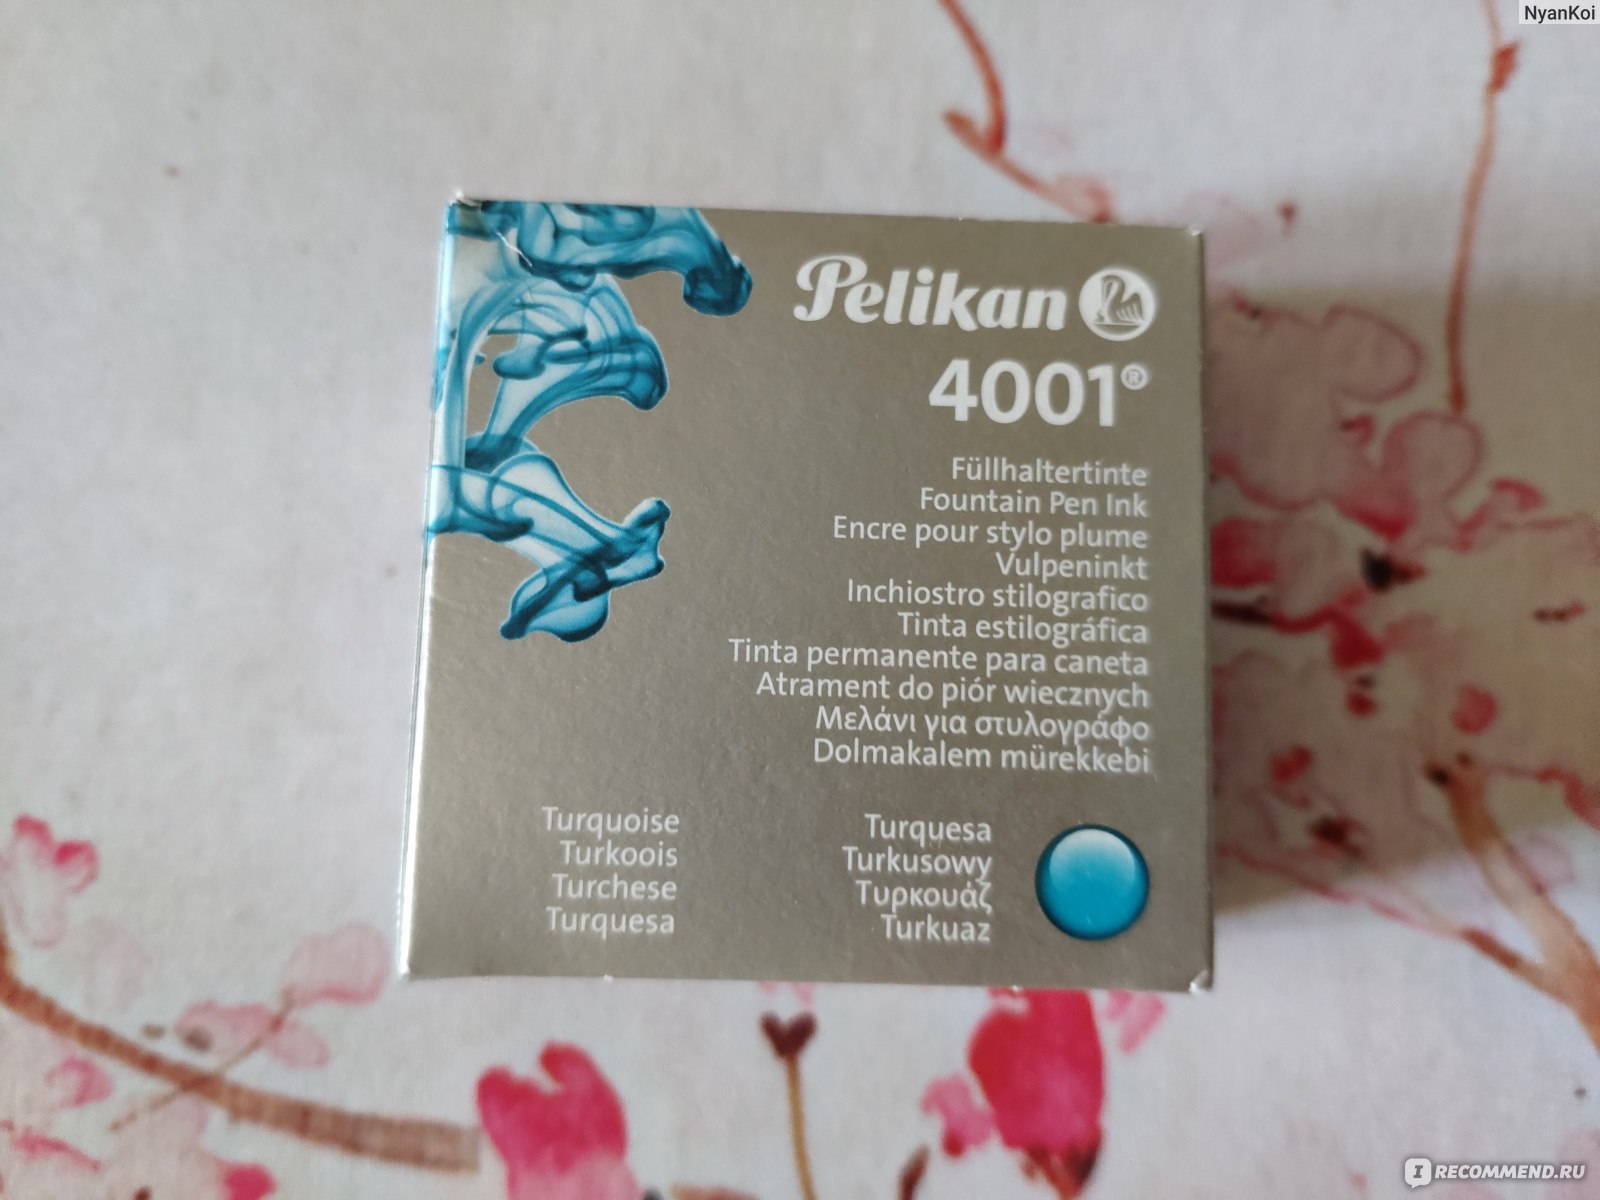 NyanKoi
Pelikan
4001®
Füllhaltertinte
Fountain Pen Ink
Encre pour stylo plume
Vulpeninkt
Inchiostro stilografico
Tinta estilográfica
Tinta permanente para caneta
Atrament do piór wiecznych
Μελάνι για στυλογράφο
Dolmakalem mürekkebi
Turquoise
Turkoois
Turchese
Turquesa
Turquesa
Turkusowy
Τυρκουάζ
Turkuaz
IRECOMMEND.RU